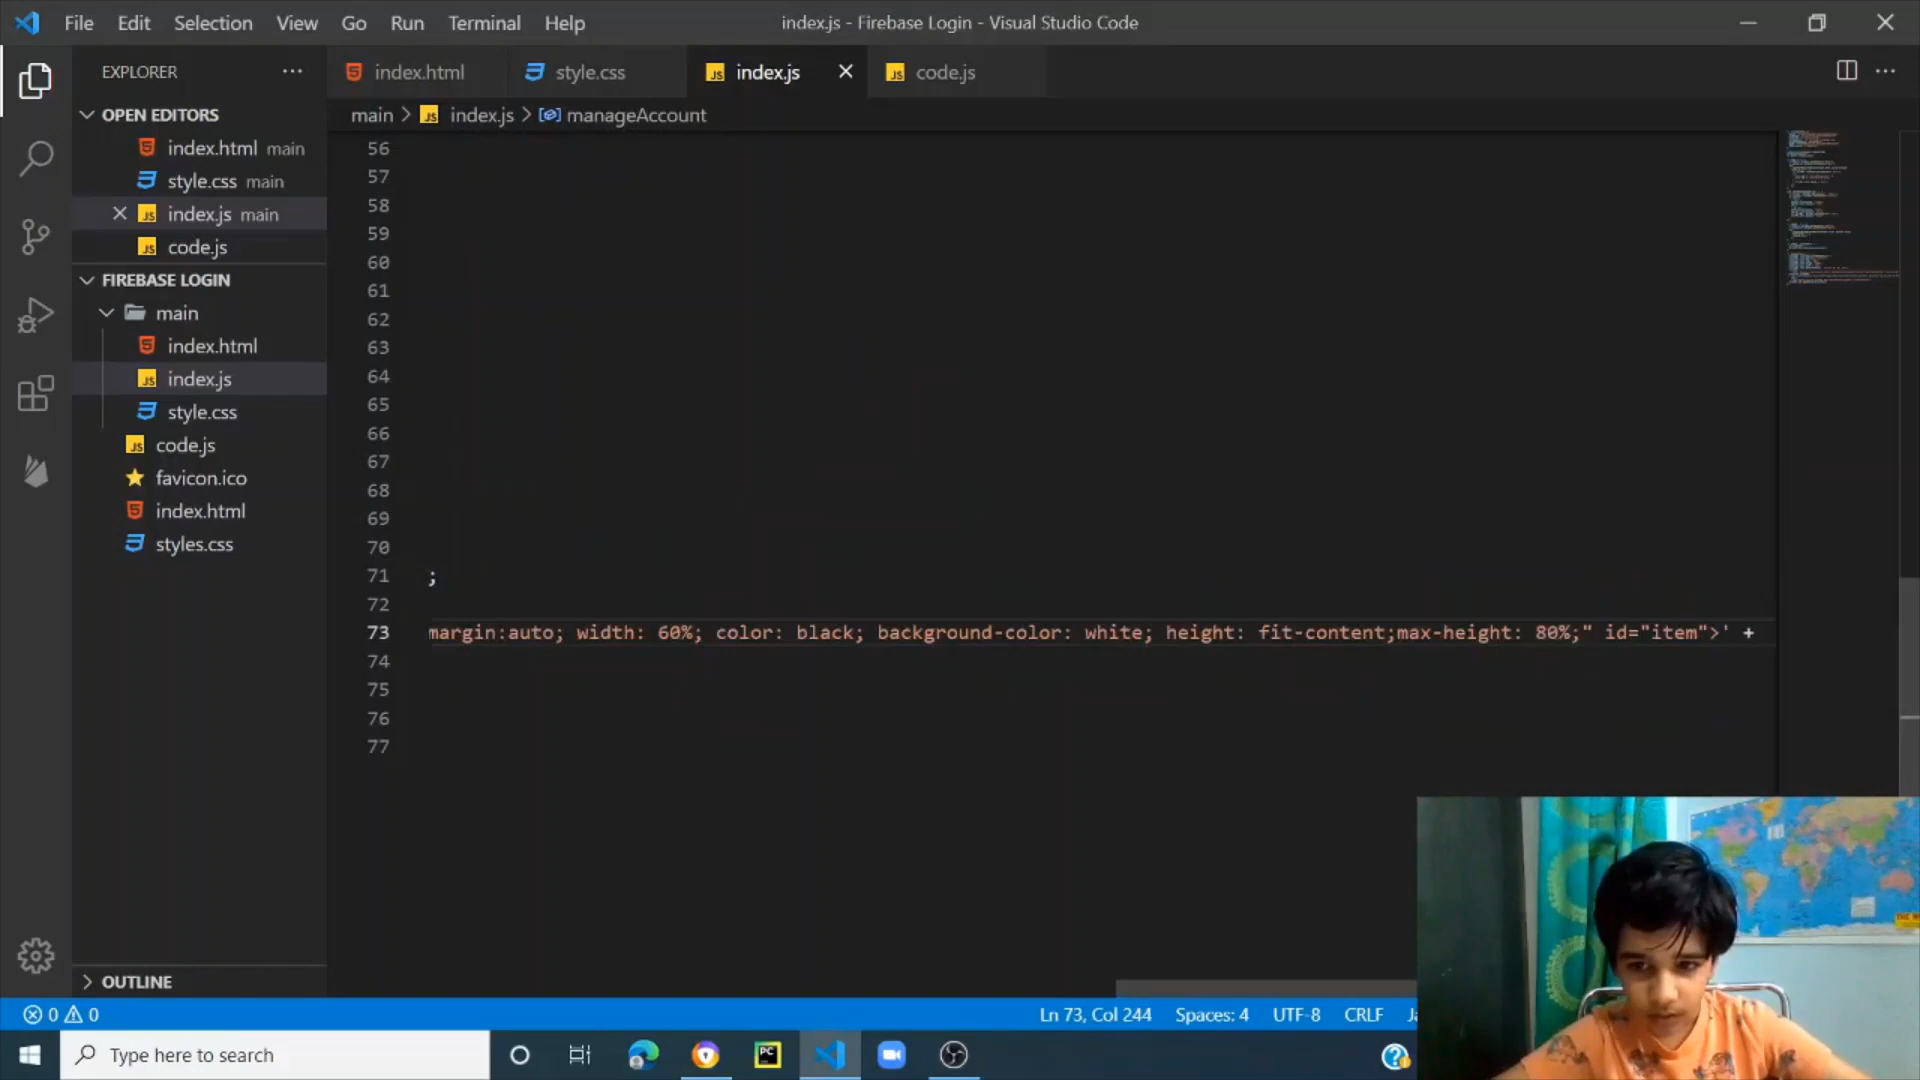 File Edit Selection View Go Run Terminal Help
index.js - Firebase Login - Visual Studio Code
EXPLORER
index.html
style.css
index.js
code.js
OPEN EDITORS
main > index.js > manageAccount
index.html main
style.css main
index.js main
code.js
FIREBASE LOGIN
main
index.html
index.js
style.css
code.js
favicon.ico
index.html
styles.css
OUTLINE
56
57
58
59
60
61
62
63
64
65
66
67
68
69
70
71 ;
72
73 margin:auto; width: 60%; color: black; background-color: white; height: fit-content;max-height: 80%;" id="item">' +
74
75
76
77
0 0
Ln 73, Col 244 Spaces: 4 UTF-8 CRLF
Type here to search
PC